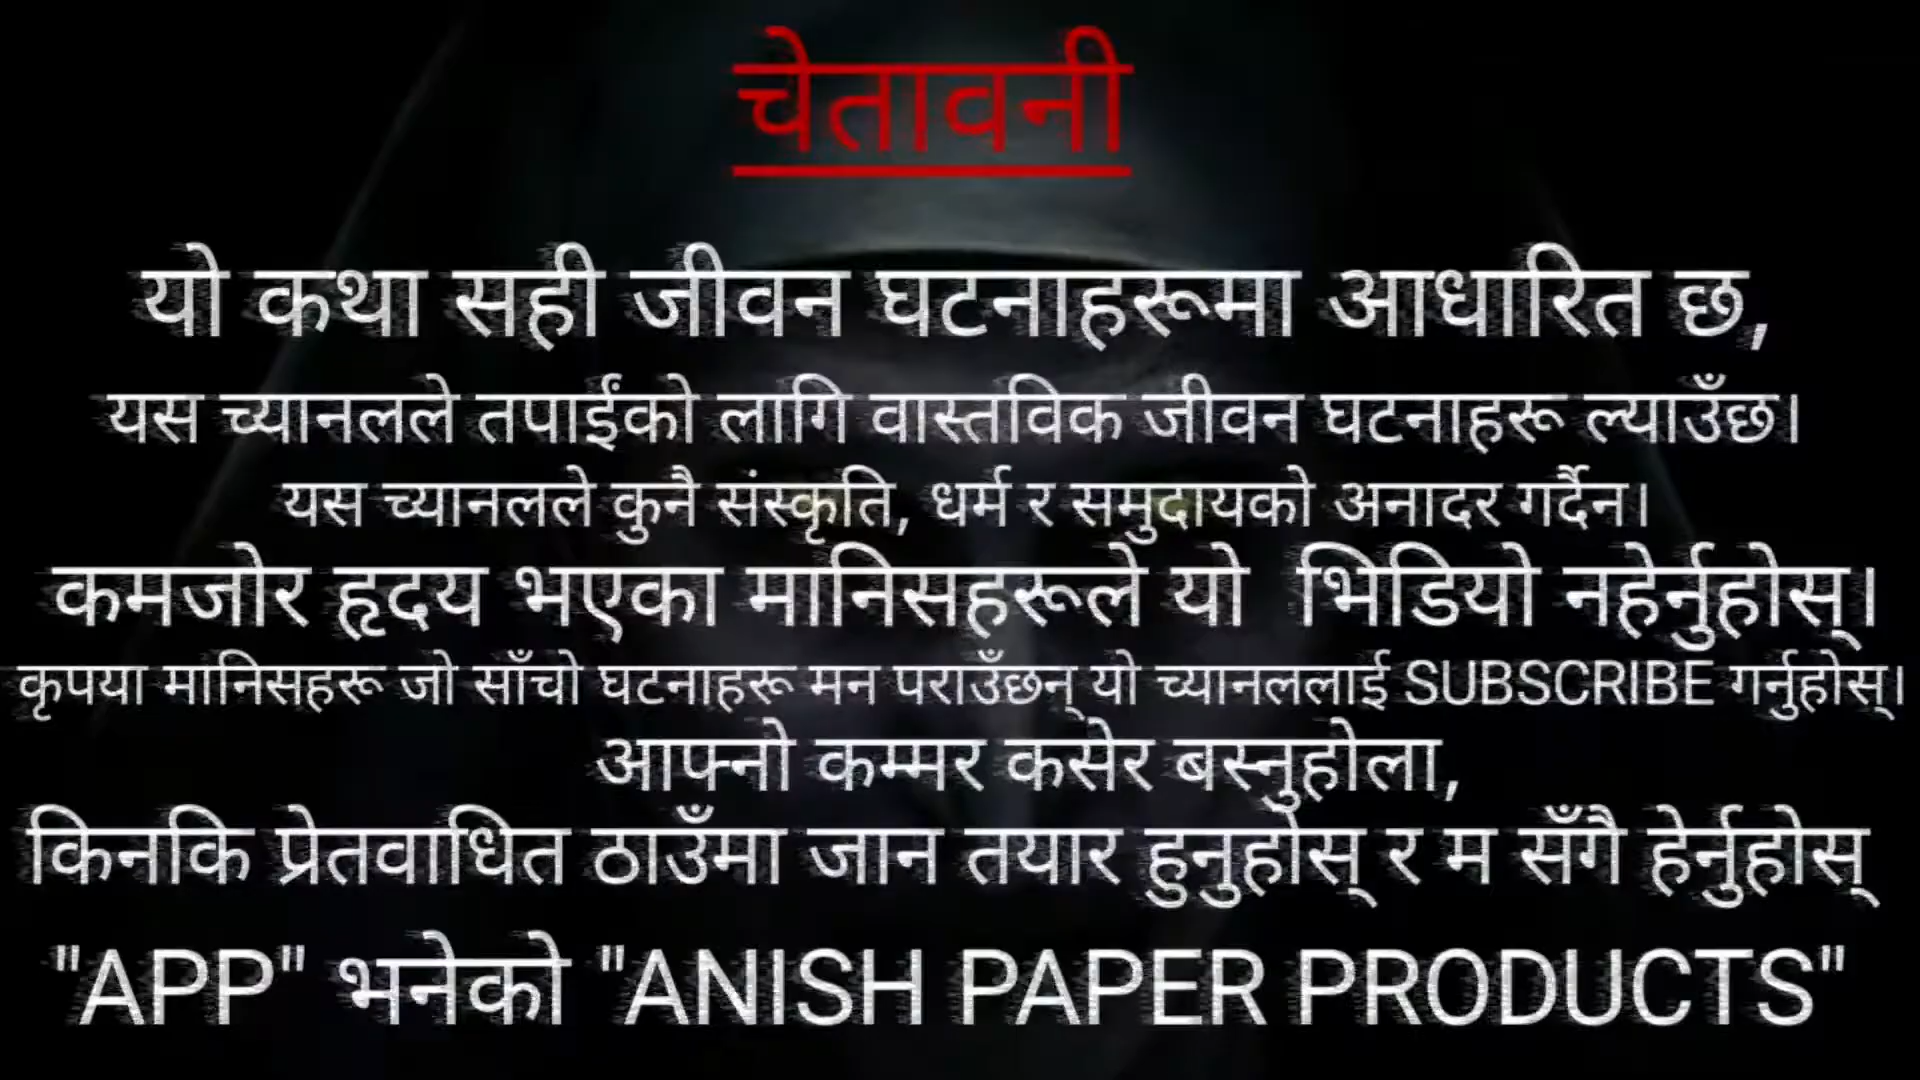 चेतावनी
यो कथा सही जीवन घटनाहरूमा आधारित छ,
यस च्यानलले तपाईंको लागि वास्तविक जीवन घटनाहरू ल्याउँछ।
यस च्यानलले कुनै संस्कृति, धर्म र समुदायको अनादर गर्दैन।
कमजोर हृदय भएका मानिसहरूले यो भिडियो नहेर्नुहोस्।
कृपया मानिसहरू जो साँचो घटनाहरू मन पराउँछन् यो च्यानललाई SUBSCRIBE गर्नुहोस्।
आफ्नो कम्मर कसेर बस्नुहोला,
किनकि प्रेतवाधित ठाउँमा जान तयार हुनुहोस् र म सँगै हेर्नुहोस्
"APP" भनेको "ANISH PAPER PRODUCTS"